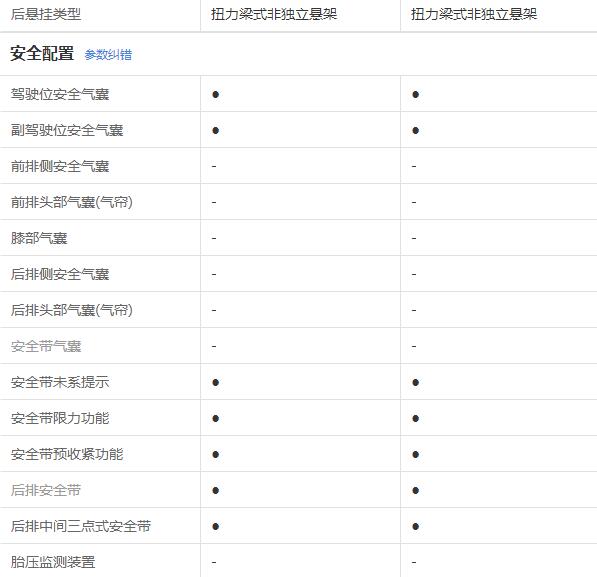 后悬挂类型 扭力梁式非独立悬架 扭力梁式非独立悬架
安全配置 参数纠错
驾驶位安全气囊 ● ●
副驾驶位安全气囊 ● ●
前排侧安全气囊 - -
前排头部气囊(气帘) - -
膝部气囊 - -
后排侧安全气囊 - -
后排头部气囊(气帘) - -
安全带气囊 - -
安全带未系提示 ● ●
安全带限力功能 ● ●
安全带预收紧功能 ● ●
后排安全带 ● ●
后排中间三点式安全带 ● ●
胎压监测装置 - -